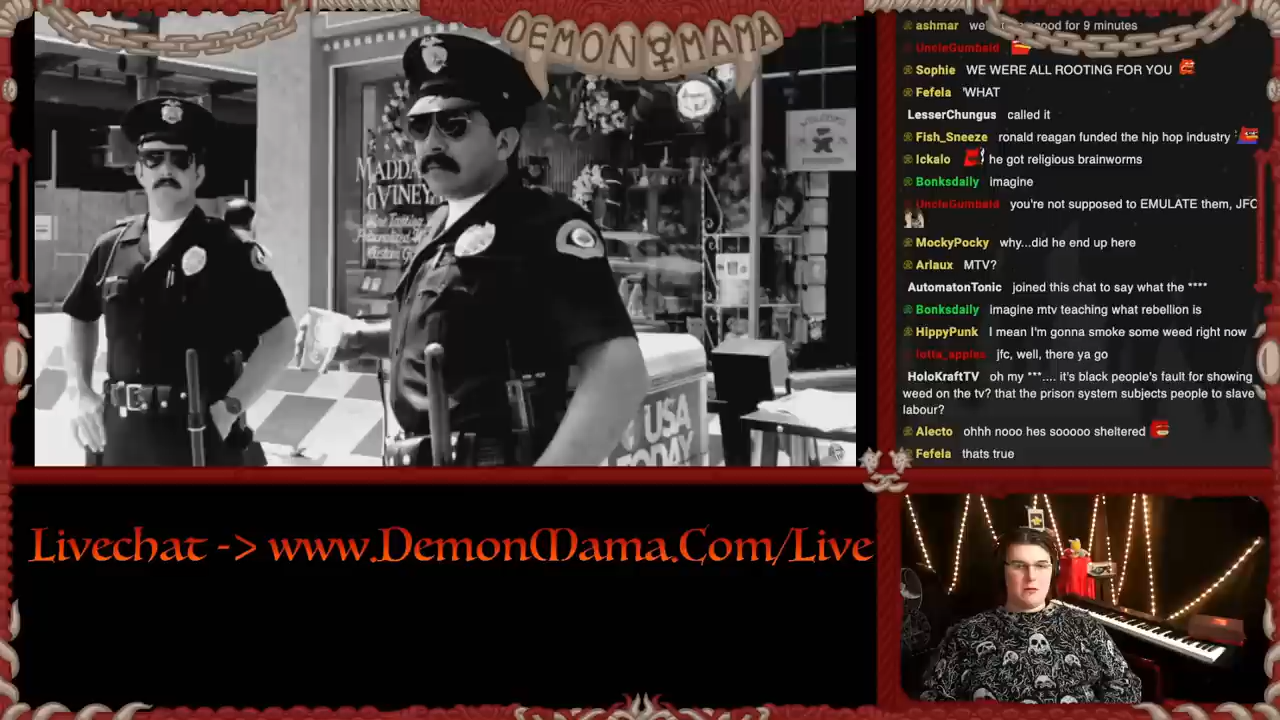 DEMON MAMA
ashmar we good for 9 minutes
UncleGumbald
Sophie WE WERE ALL ROOTING FOR YOU
Fefela 'WHAT
LesserChungus called it
Fish_Sneeze ronald reagan funded the hip hop industry
Ickalo he got religious brainworms
Bonksdaily imagine
UncleGumbald you're not supposed to EMULATE them, JFC
MockyPocky why...did he end up here
Arlaux MTV?
AutomatonTonic joined this chat to say what the ****
Bonksdaily imagine mtv teaching what rebellion is
HippyPunk I mean I'm gonna smoke some weed right now
lotta_apples jfc, well, there ya go
HoloKraftTV oh my ***.... it's black people's fault for showing
weed on the tv? that the prison system subjects people to slave
labour?
Alecto ohhh nooo hes sooooo sheltered
Fefela thats true
MADDA
VINEY
Wine Tasting
USA
TODAY
Livechat -> www.DemonMama.Com/Live